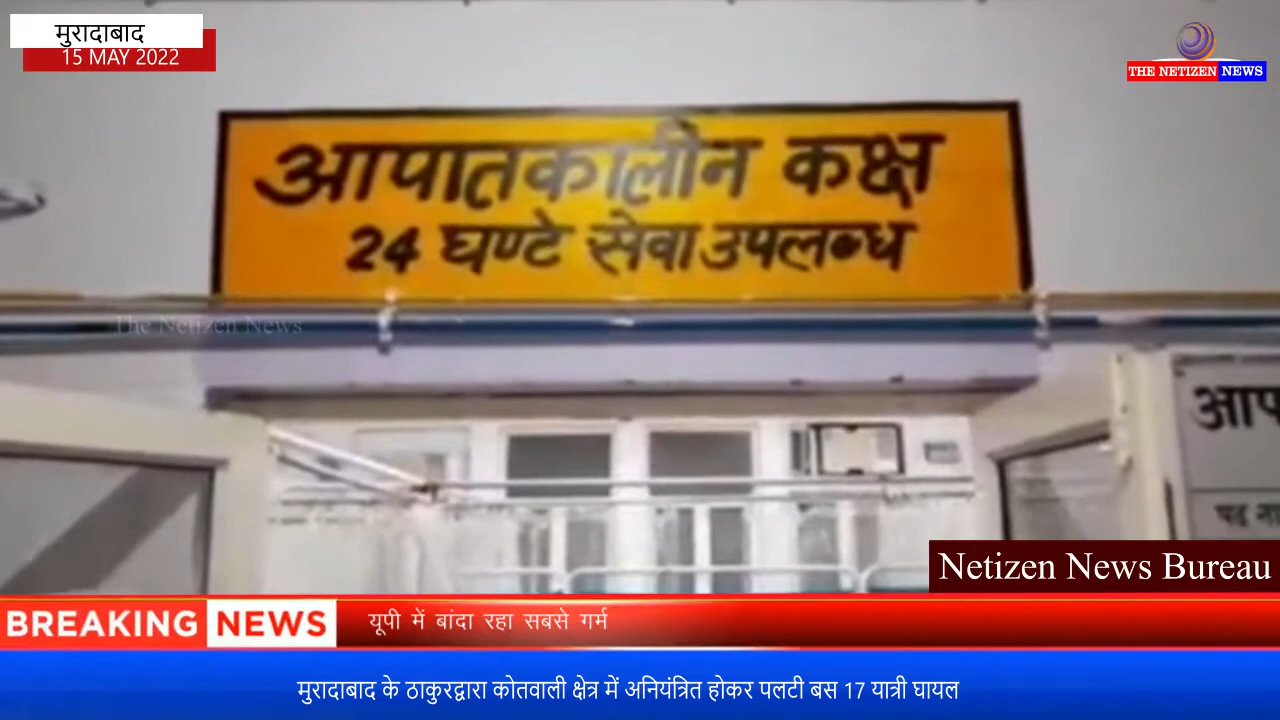 मुरादाबाद
15 MAY 2022
THE NETIZEN NEWS
आपातकालीन कक्ष
24 घण्टे सेवा उपलब्ध
The Netizen News
Netizen News Bureau
BREAKING NEWS
यूपी में बांदा रहा सबसे गर्म
मुरादाबाद के ठाकुरद्वारा कोतवाली क्षेत्र में अनियंत्रित होकर पलटी बस 17 यात्री घायल